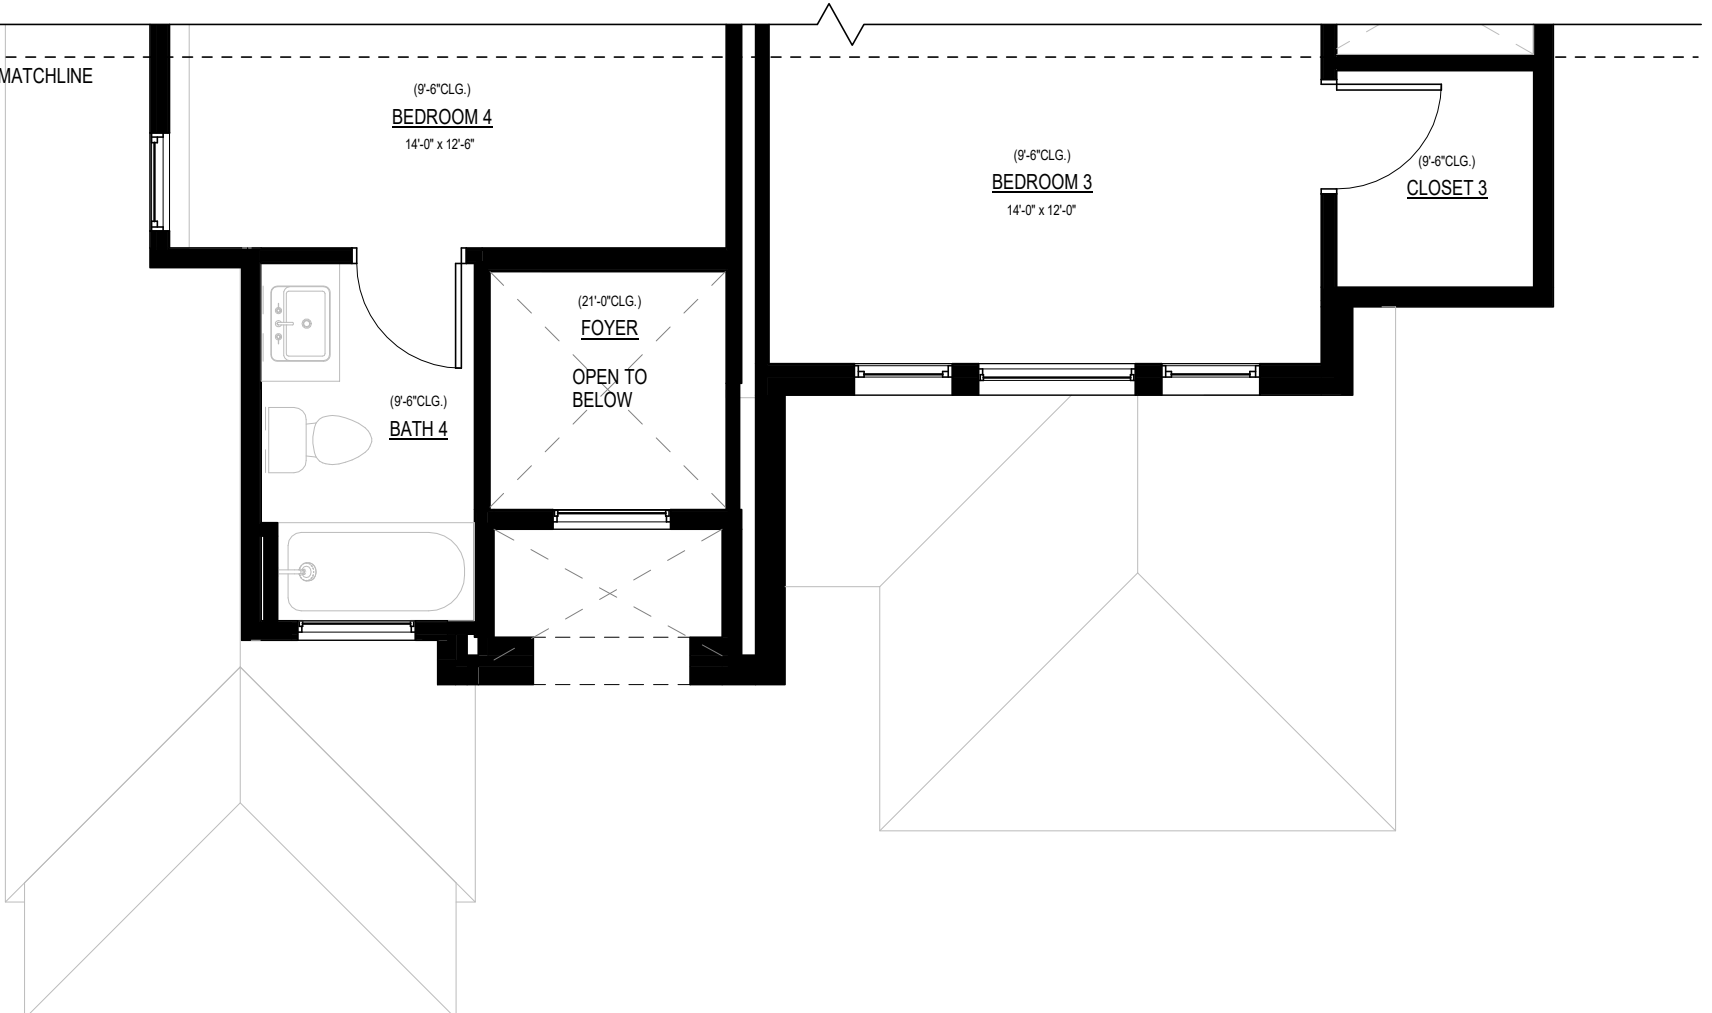 MATCHLINE
(9'-6"CLG.)
BEDROOM 4
14'-0" x 12'-6"
(9'-6"CLG.)
BEDROOM 3
14'-0" x 12'-0"
(9'-6"CLG.)
CLOSET 3
(21'-0"CLG.)
FOYER
OPEN TO
BELOW
(9'-6"CLG.)
BATH 4